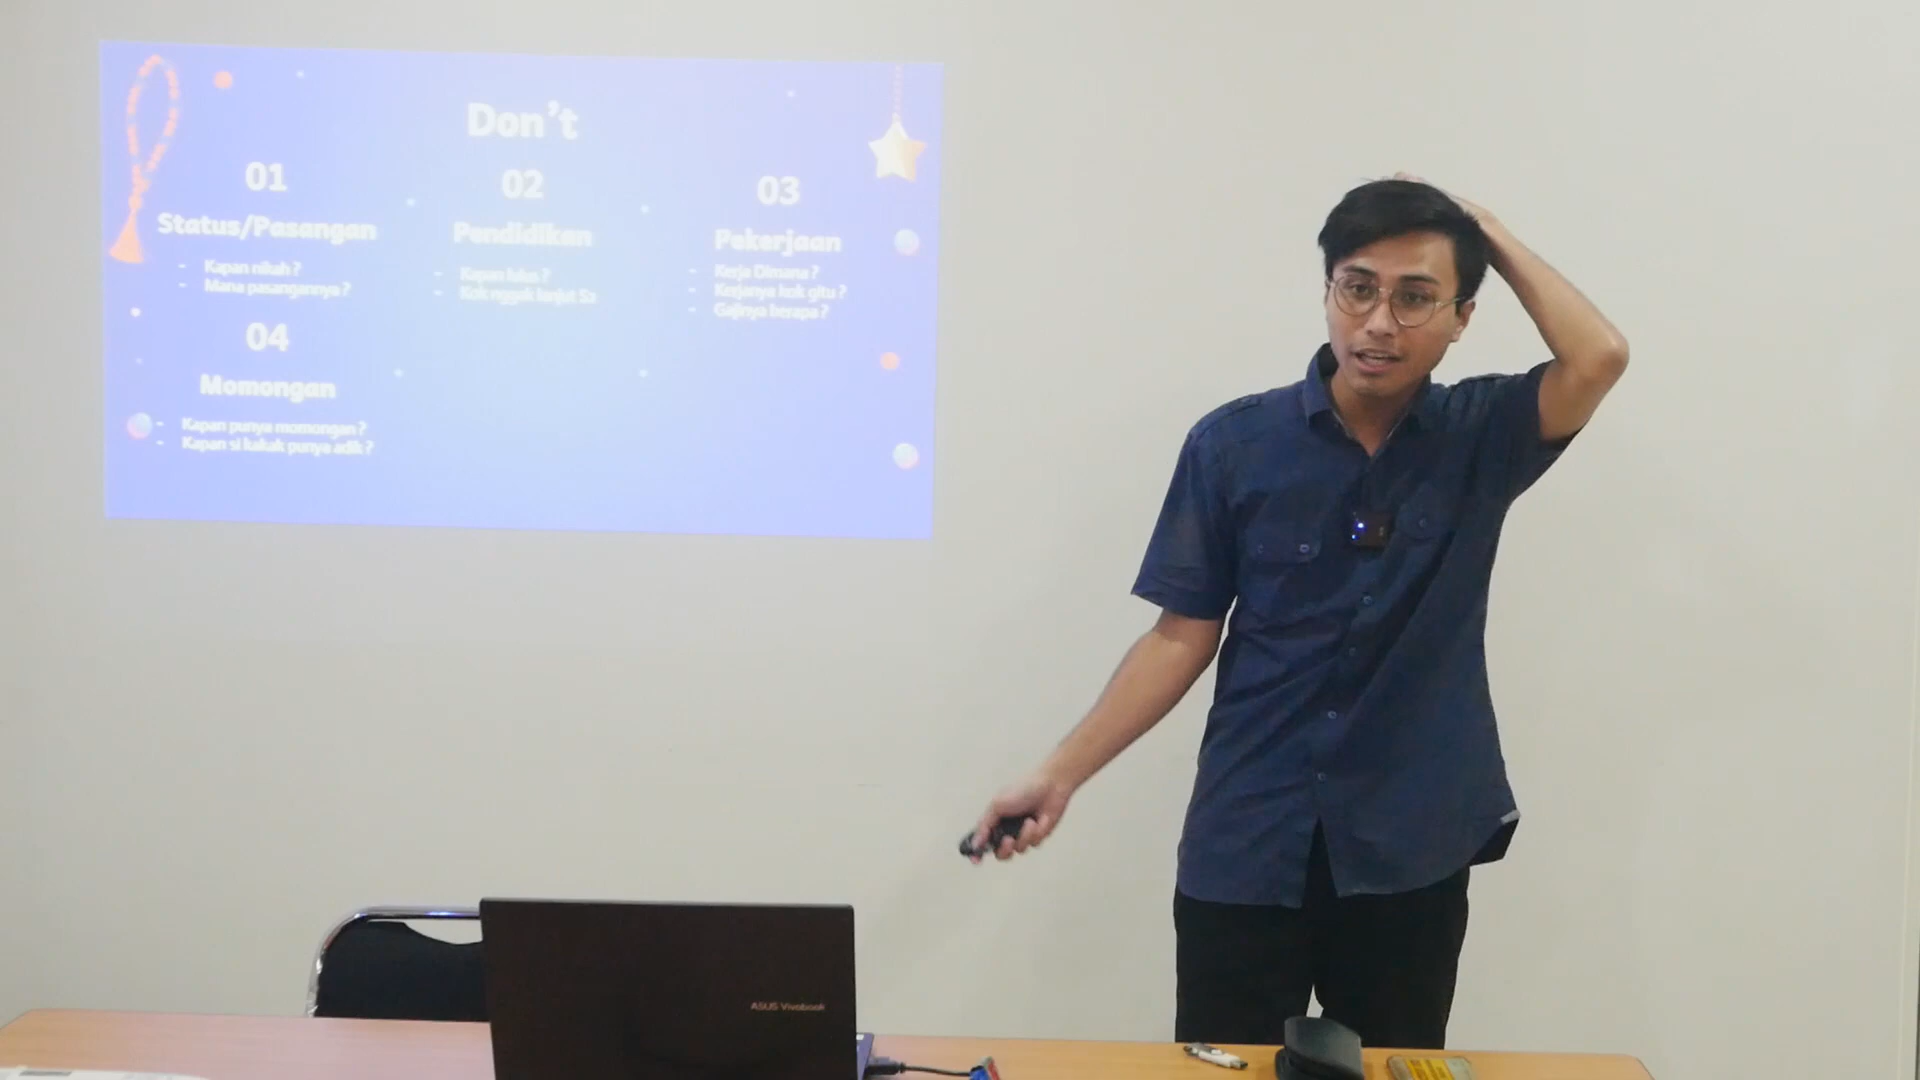 Don't
01
Status/Pasangan
- Kapan nikah ?
- Mana pasangannya ?
02
Pendidikan
- Kapan lulus ?
- Kok nggak lanjut S2
03
Pekerjaan
- Kerja Dimana ?
- Krejanya kok gitu ?
- Gajinya berapa ?
04
Momongan
- Kapan punya momongan ?
- Kapan si kakak punya adik ?
ASUS Vivobook